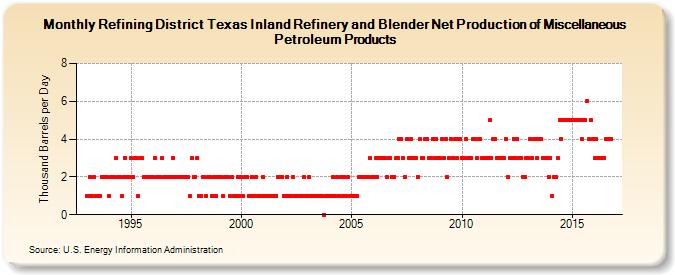 Monthly Refining District Texas Inland Refinery and Blender Net Production of Miscellaneous
Petroleum Products
Thousand Barrels per Day
8
6
4
2
0
1995
2000
2005
2010
2015
Source: U.S. Energy Information Administration